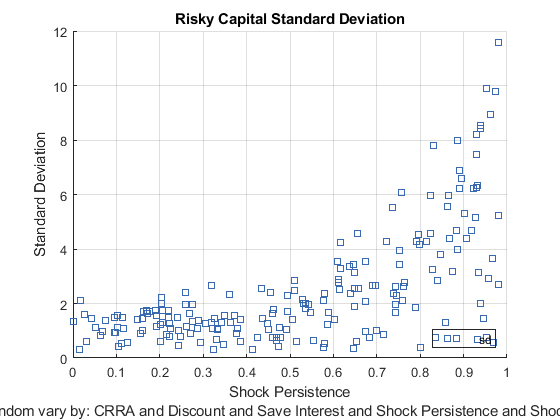 Risky Capital Standard Deviation
12
10
8
6
4
2
0
Standard Deviation
sd
0 0.1 0.2 0.3 0.4 0.5 0.6 0.7 0.8 0.9 1
Shock Persistence
ndom vary by: CRRA and Discount and Save Interest and Shock Persistence and Shoc